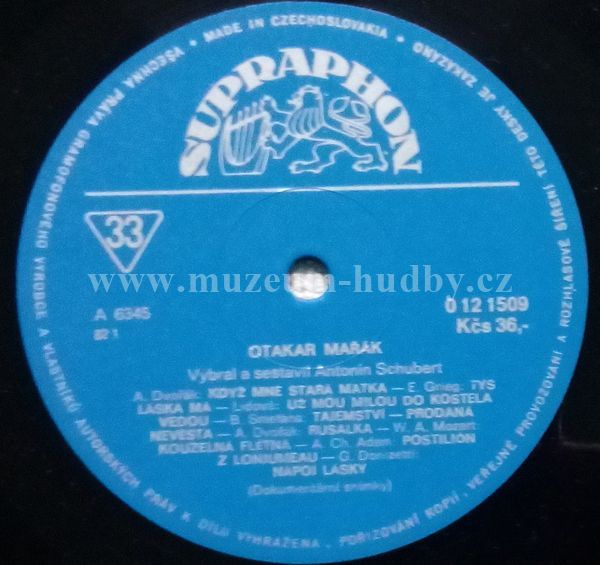 VŠECHNA PRÁVA GRAMOFONOVÉHO VÝROBCE A VLASTNÍKŮ AUTORSKÝCH PRÁV K DÍLU VYHRAŽENA. POŘIZOVÁNÍ KOPIÍ, VEŘEJNÉ PROVOZOVÁNÍ A ROZHLASOVÉ ŠÍŘENÍ TÉTO DESKY JE ZAKÁZÁNO • MADE IN CZECHOSLOVAKIA •
SUPRAPHON
33
www.muzeum-hudby.cz
A 6345
0 12 1509
82 1
Kčs 36,-
OTAKAR MAŘÁK
Vybral a sestavil Antonín Schubert
A. Dvořák: KDYŽ MNE STARÁ MATKA – E. Grieg: TYS
LÁSKA MÁ – Lidová: UŽ MOU MILOU DO KOSTELA
VEDOU – B. Smetana: TAJEMSTVÍ – PRODANÁ
NEVĚSTA – A. Dvořák: RUSALKA – W. A. Mozart:
KOUZELNÁ FLÉTNA – A. Ch. Adam: POSTILION
Z LONJUMEAU – G. Donizetti:
NÁPOJ LÁSKY
(Dokumentární snímky)